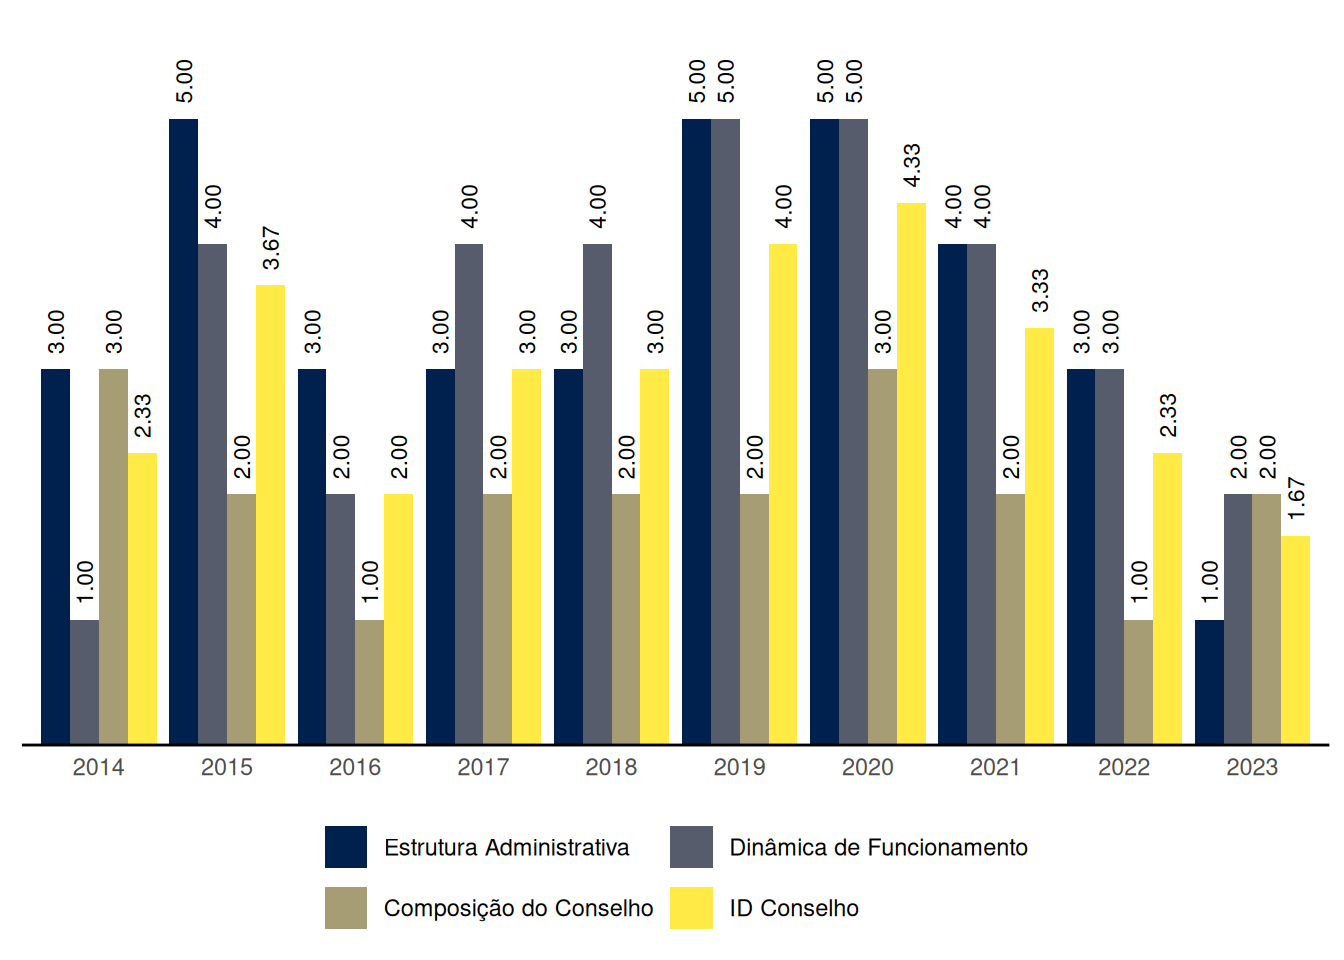 5.00 5.00 5.00 5.00 5.00
4.33
4.00 4.00 4.00 4.00 4.00 4.00
3.67
3.33
3.00 3.00 3.00 3.00 3.00 3.00 3.00 3.00 3.00 3.00
2.33 2.33
2.00 2.00 2.00 2.00 2.00 2.00 2.00 2.00 2.00
1.67
1.00 1.00 1.00 1.00
2014 2015 2016 2017 2018 2019 2020 2021 2022 2023
Estrutura Administrativa Dinâmica de Funcionamento
Composição do Conselho ID Conselho